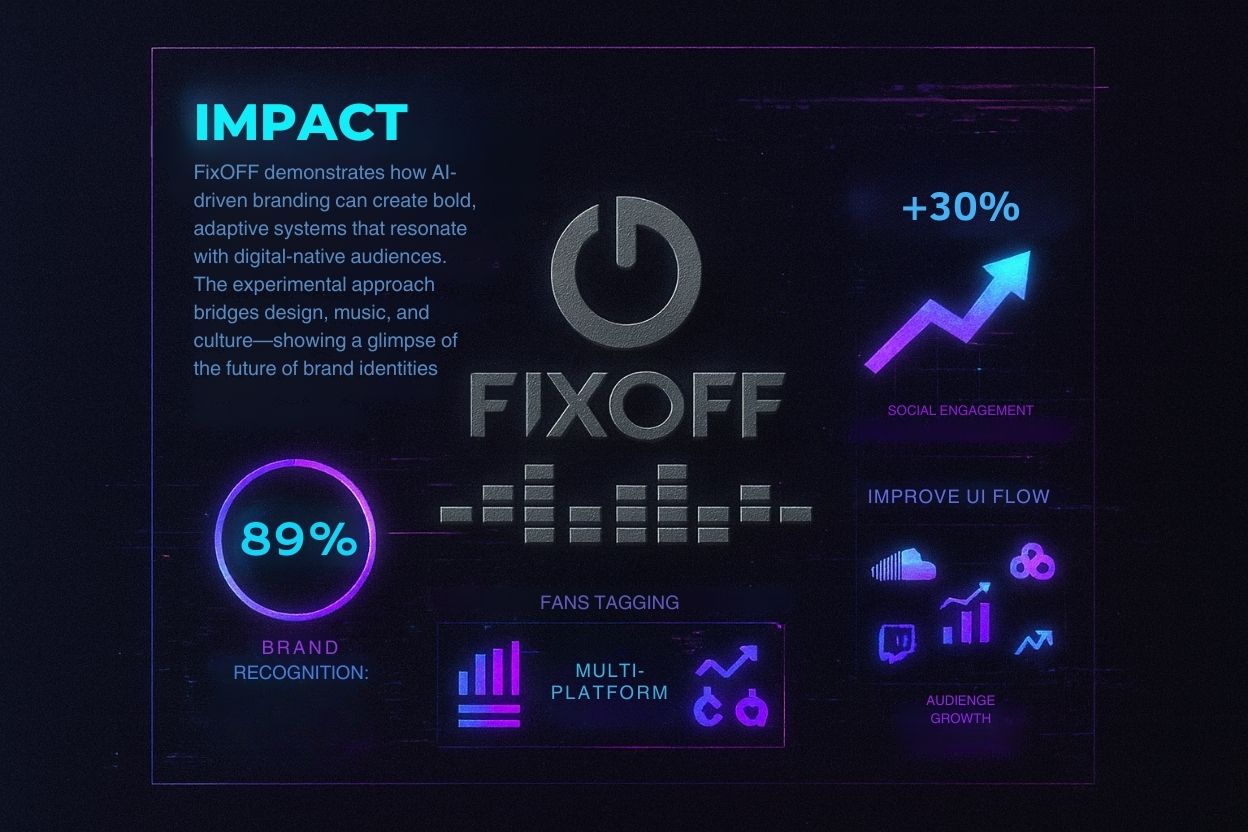 IMPACT
FixOFF demonstrates how AI-
driven branding can create bold,
adaptive systems that resonate
with digital-native audiences.
The experimental approach
bridges design, music, and
culture—showing a glimpse of
the future of brand identities
+30%
SOCIAL ENGAGEMENT
FIXOFF
89%
BRAND
RECOGNITION:
FANS TAGGING
MULTI-
PLATFORM
IMPROVE UI FLOW
AUDIENGE
GROWTH